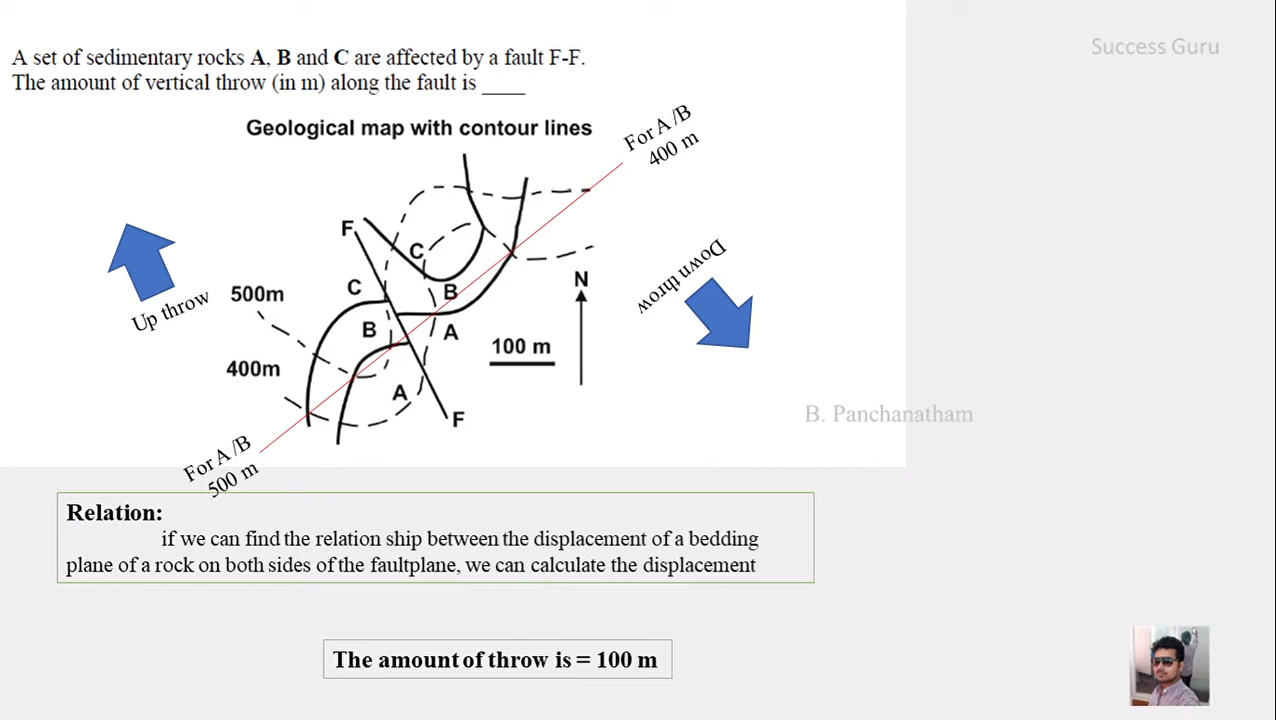 Success Guru
A set of sedimentary rocks A, B and C are affected by a fault F-F.
The amount of vertical throw (in m) along the fault is ____
Geological map with contour lines
For A /B
400 m
F
C
Down throw
N
C
500m
B
Up throw
B
A
100 m
400m
A
F
B. Panchanatham
For A /B
500 m
Relation:
if we can find the relation ship between the displacement of a bedding
plane of a rock on both sides of the faultplane, we can calculate the displacement
The amount of throw is = 100 m